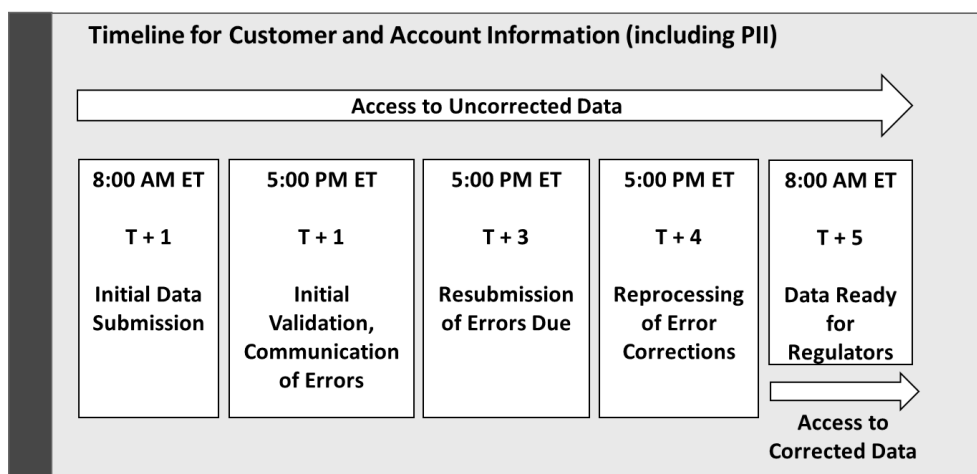 Timeline for Customer and Account Information (including PII)
Access to Uncorrected Data
8:00 AM ET
T + 1
Initial Data
Submission
5:00 PM ET
T + 1
Initial
Validation,
Communication
of Errors
5:00 PM ET
T + 3
Resubmission
of Errors Due
5:00 PM ET
T + 4
Reprocessing
of Error
Corrections
8:00 AM ET
T + 5
Data Ready
for
Regulators
Access to
Corrected Data